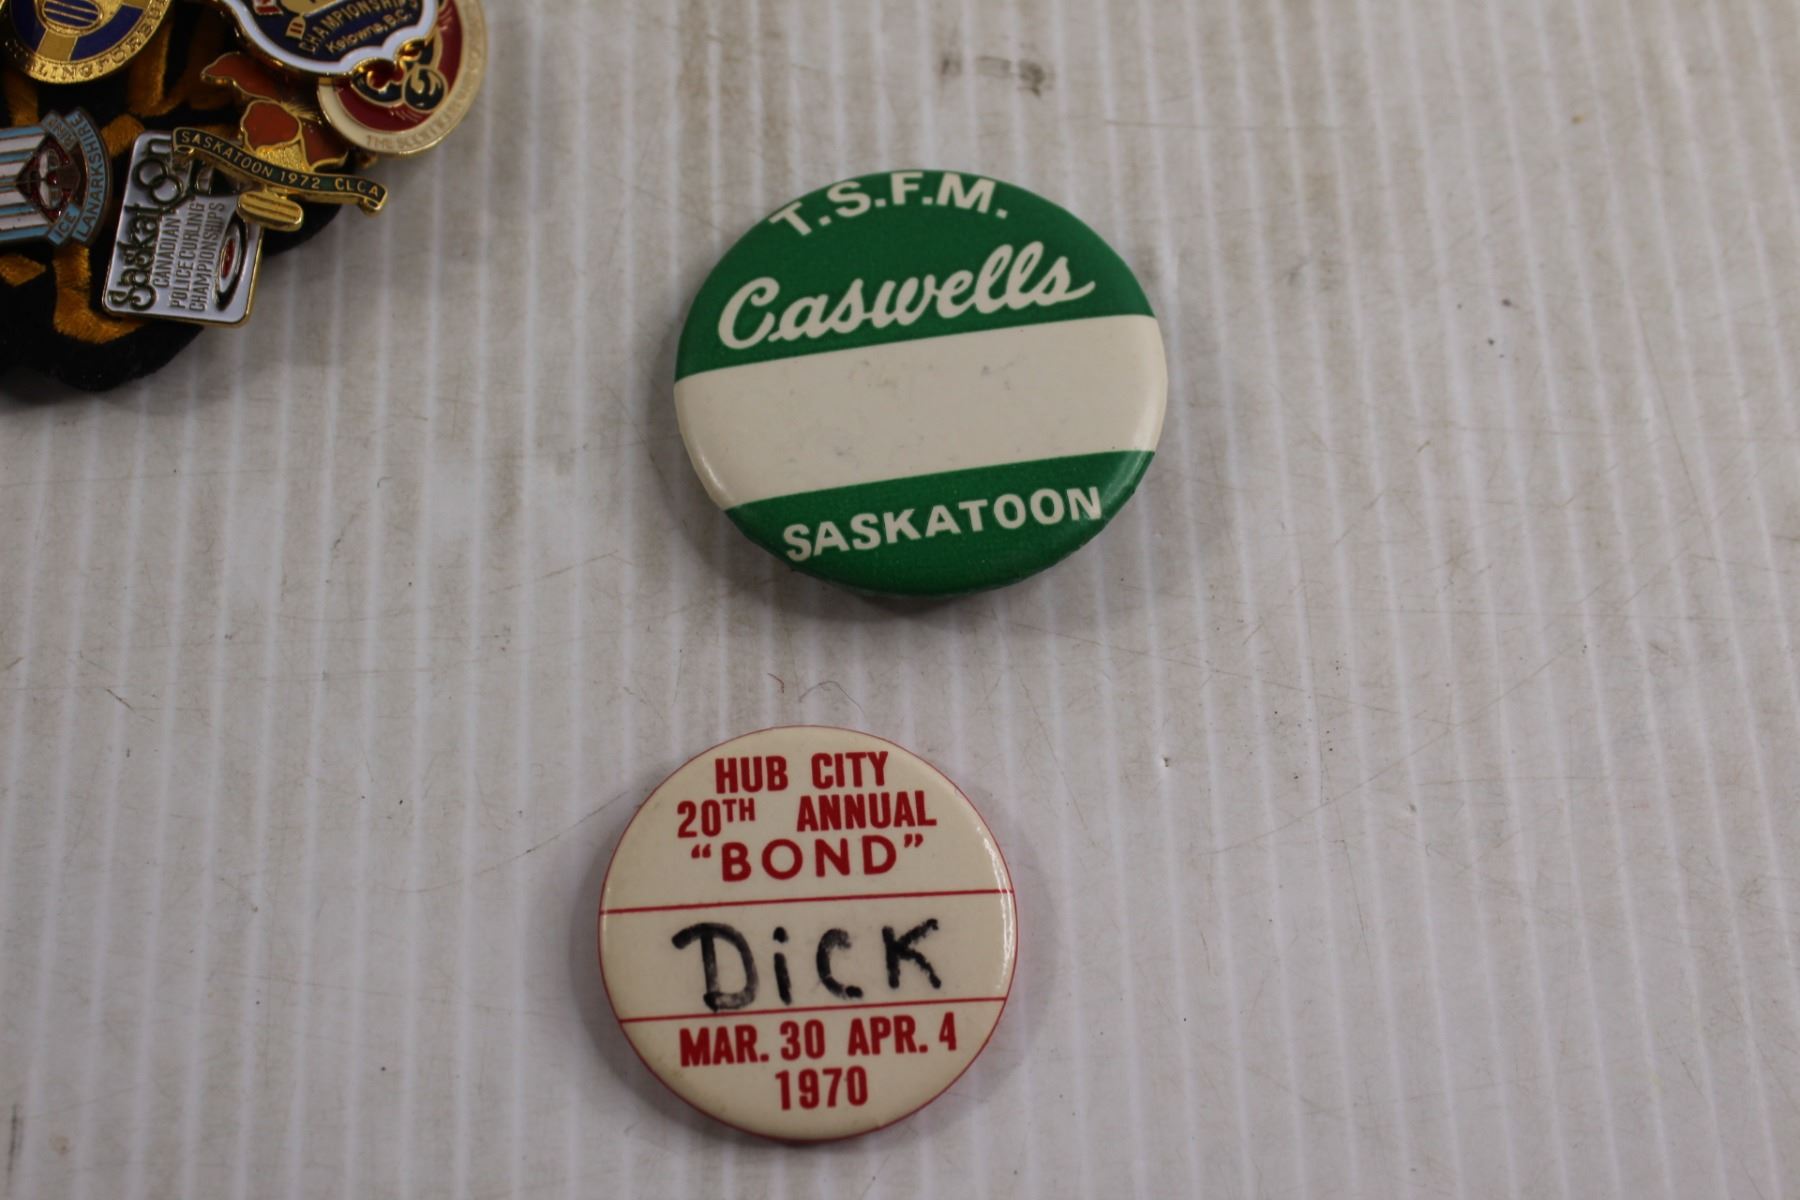 CHAMPIONSHIPS
Kelowna, B.C.
SASKATOON 1972 CLCA
LANARKSHIRE
ICE
Saskatoon
CANADIAN
POLICE CURLING
CHAMPIONSHIPS
T.S.F.M.
Caswells
SASKATOON
HUB CITY
20TH ANNUAL
"BOND"
DiCK
MAR. 30 APR. 4
1970